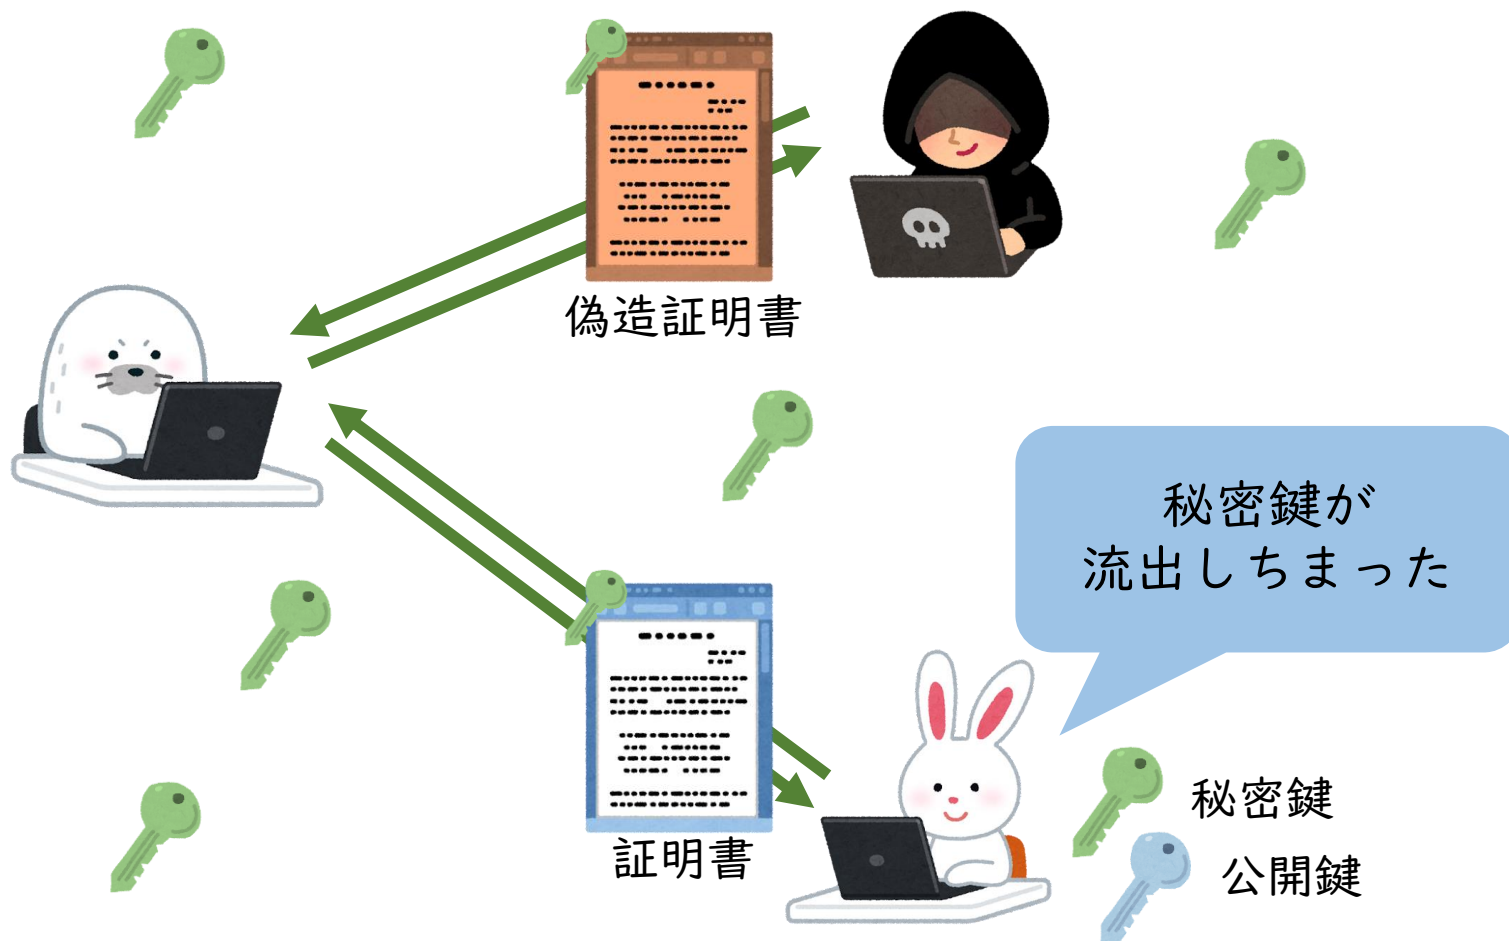 偽造証明書
秘密鍵が
流出しちまった
証明書
秘密鍵
公開鍵